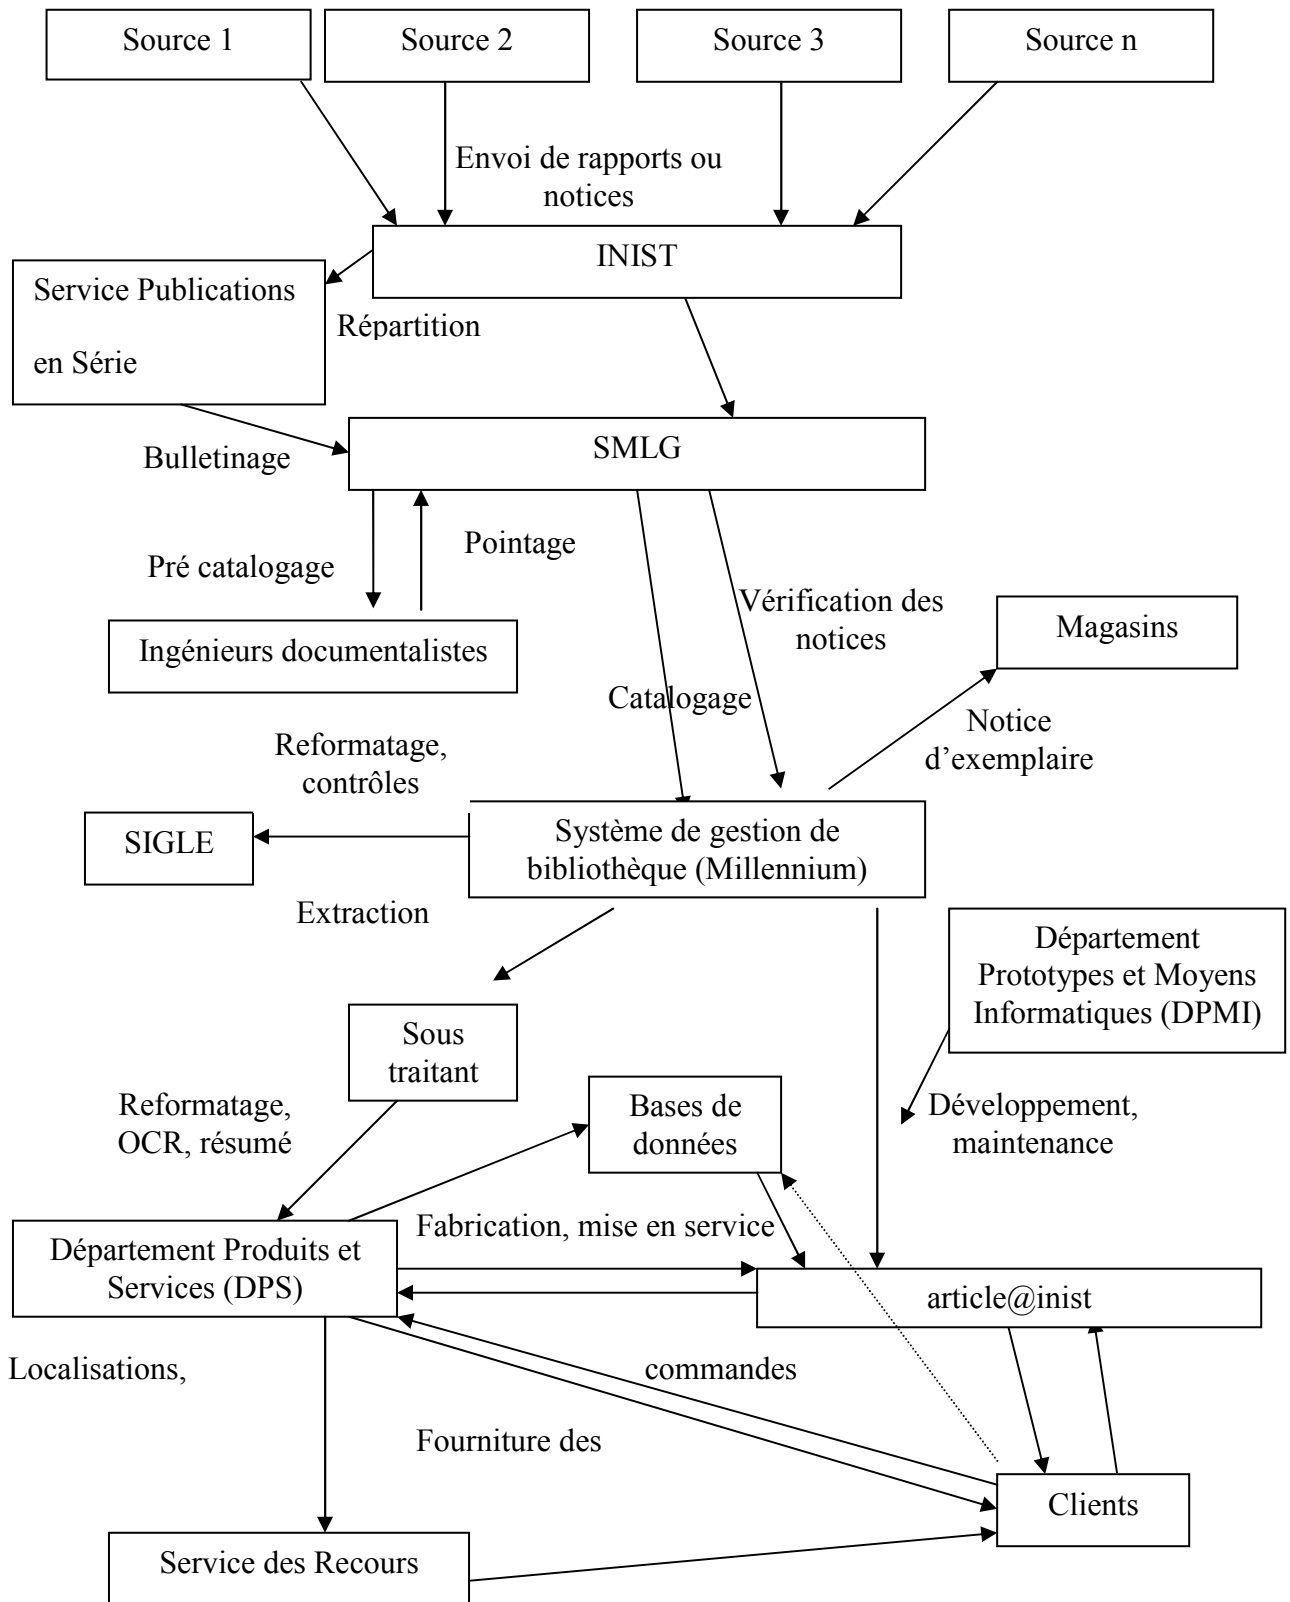 Source 1
Source 2
Source 3
Source n
Envoi de rapports ou
notices
INIST
Service Publications
en Série
Répartition
SMLG
Bulletinage
Pointage
Pré catalogage
Vérification des
notices
Magasins
Ingénieurs documentalistes
Catalogage
Notice
d’exemplaire
Reformatage,
contrôles
SIGLE
Système de gestion de
bibliothèque (Millennium)
Extraction
Département
Prototypes et Moyens
Informatiques (DPMI)
Sous
traitant
Reformatage,
OCR, résumé
Bases de
données
Développement,
maintenance
Fabrication, mise en service
Département Produits et
Services (DPS)
article@inist
Localisations,
commandes
Fourniture des
Clients
Service des Recours